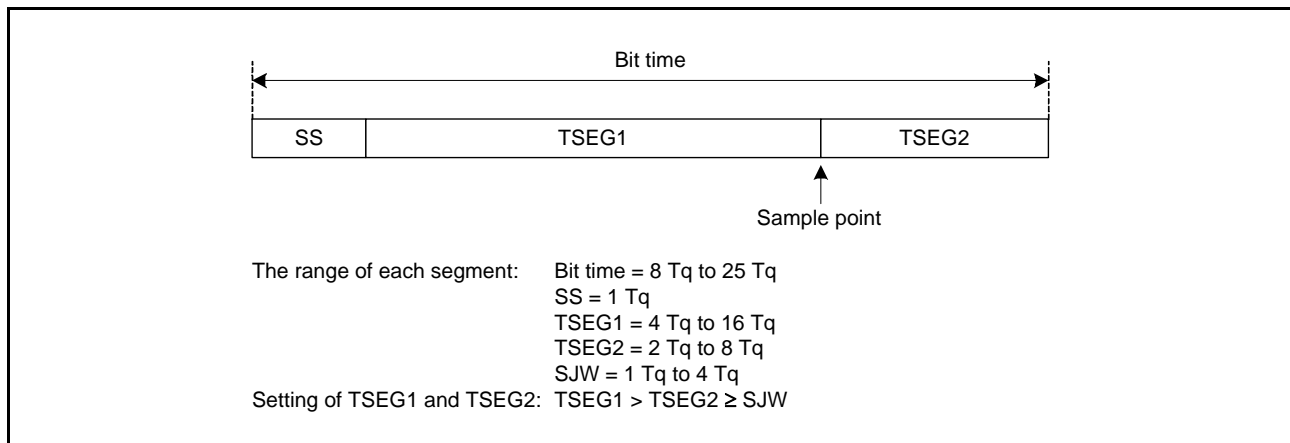 Bit time
SS TSEG1 TSEG2
Sample point
The range of each segment: Bit time = 8 Tq to 25 Tq
SS = 1 Tq
TSEG1 = 4 Tq to 16 Tq
TSEG2 = 2 Tq to 8 Tq
SJW = 1 Tq to 4 Tq
Setting of TSEG1 and TSEG2: TSEG1 > TSEG2 ≥ SJW